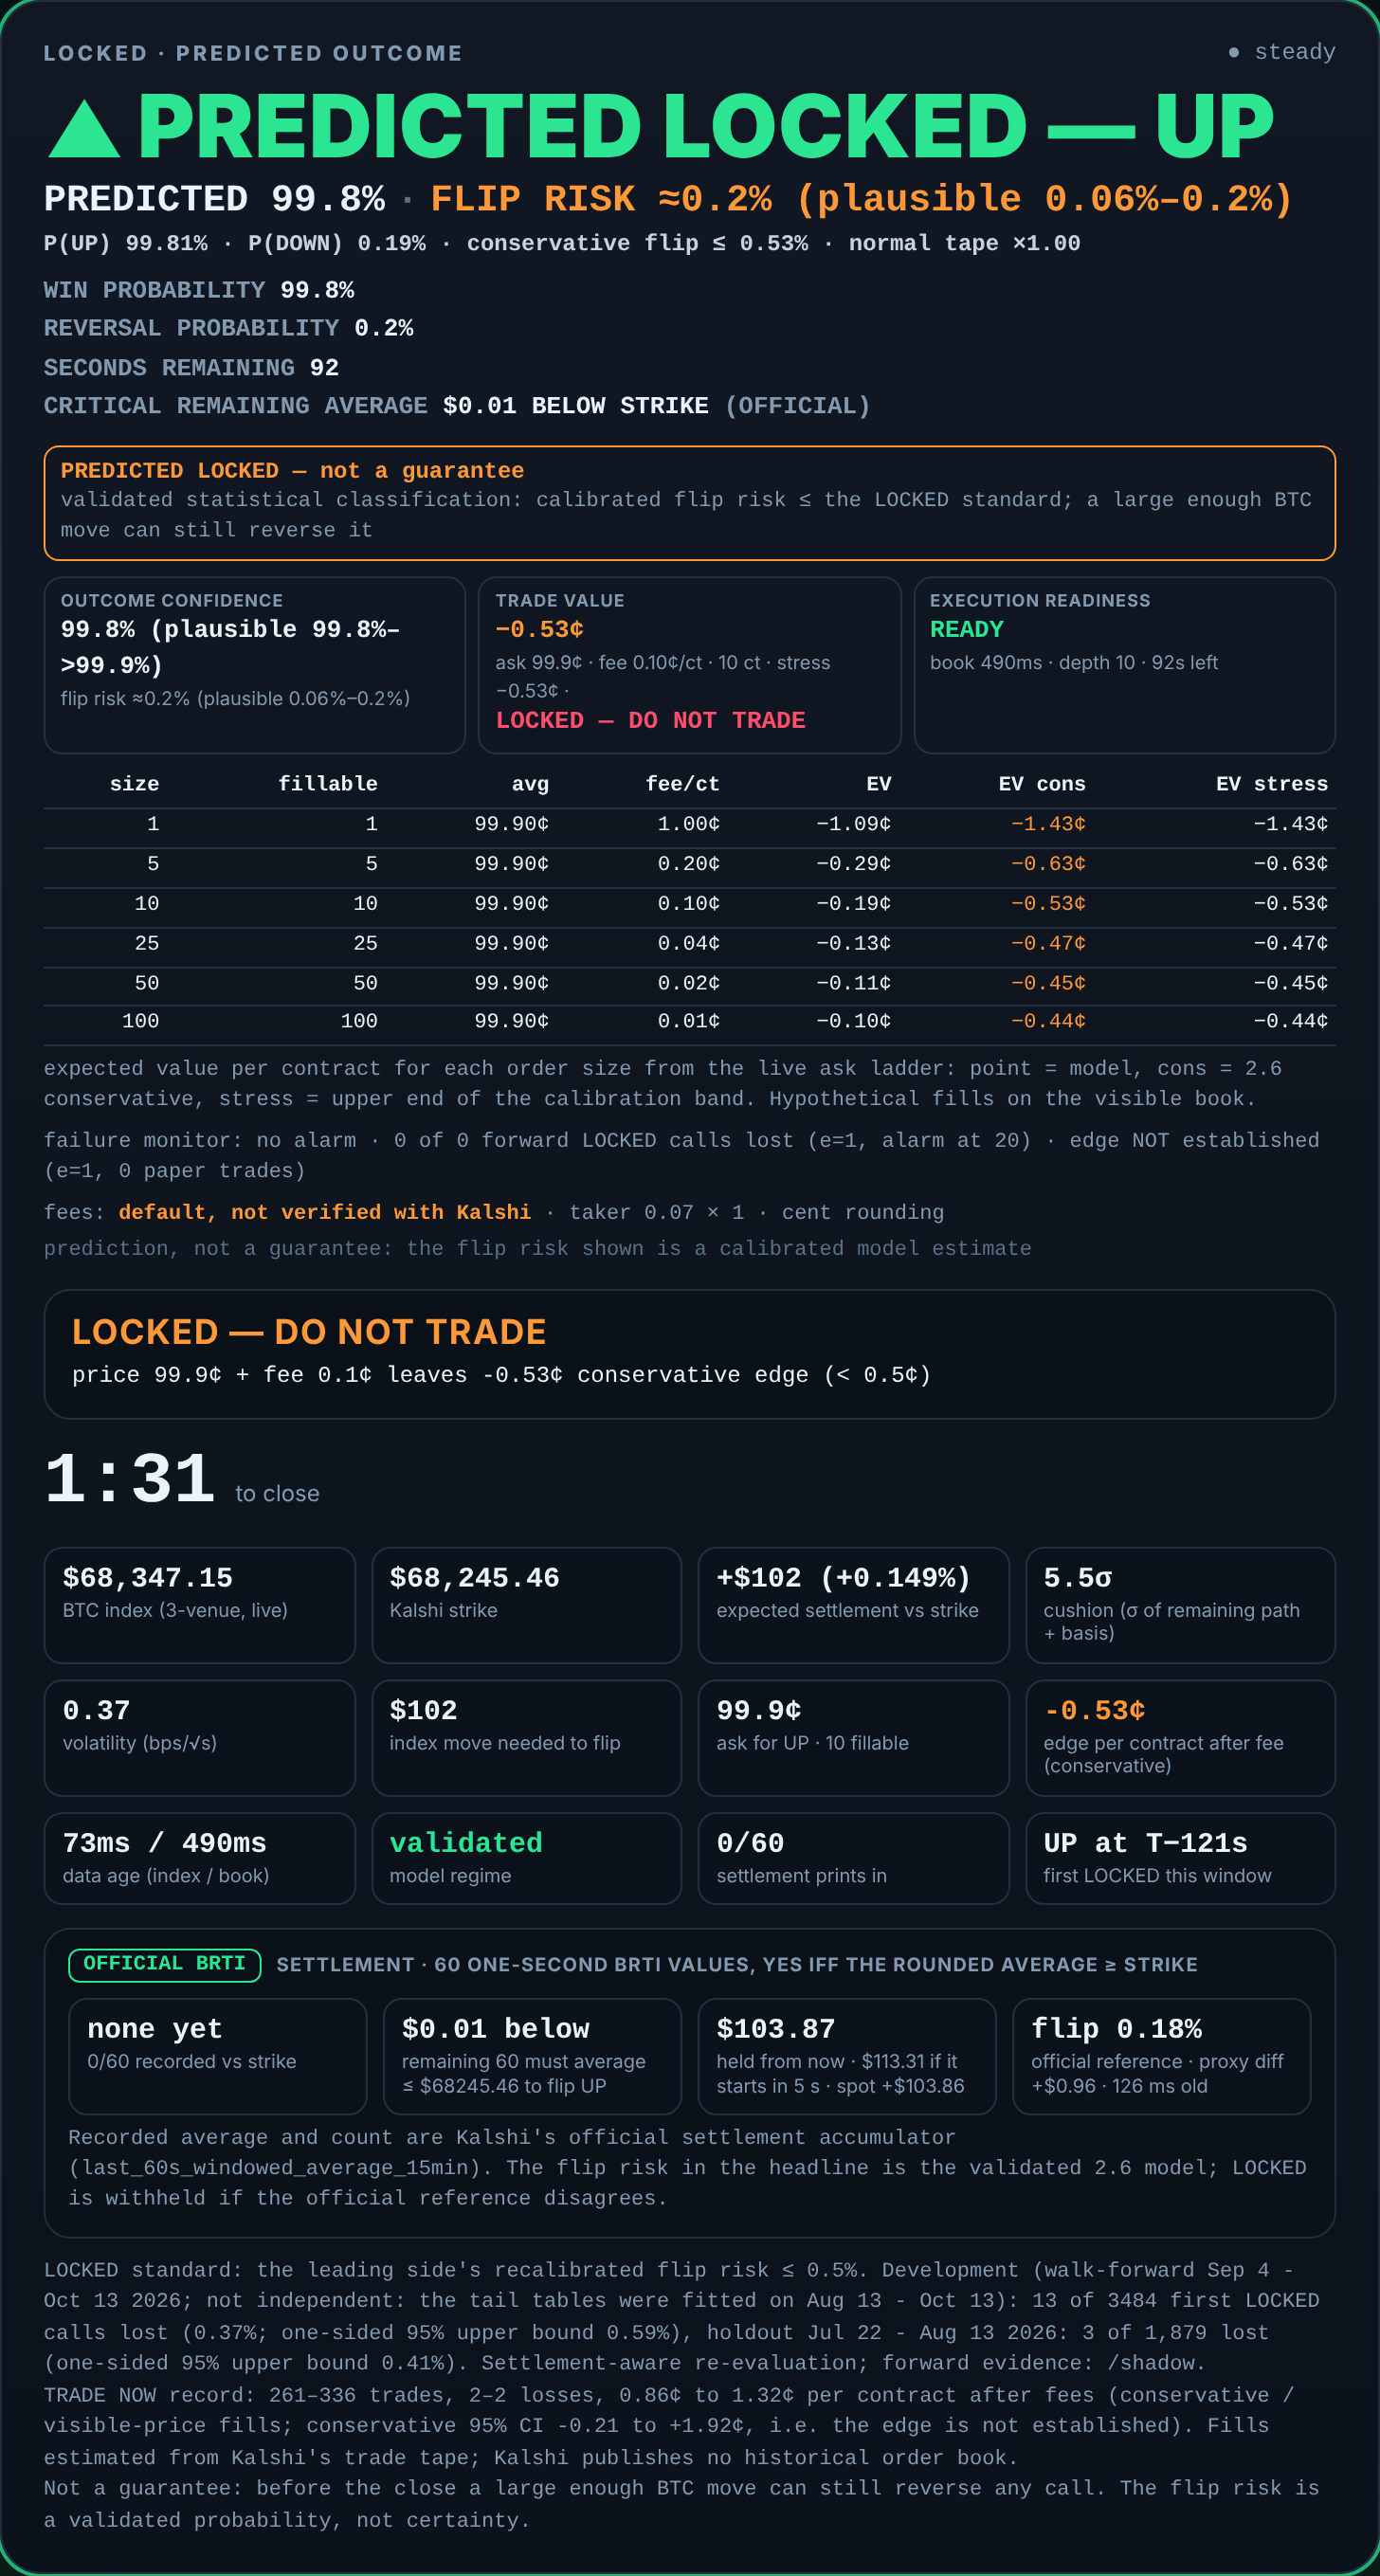 LOCKED · PREDICTED OUTCOME
● steady
▲ PREDICTED LOCKED — UP
PREDICTED 99.8% · FLIP RISK ≈0.2% (plausible 0.06%–0.2%)
P(UP) 99.81% · P(DOWN) 0.19% · conservative flip ≤ 0.53% · normal tape ×1.00
WIN PROBABILITY 99.8%
REVERSAL PROBABILITY 0.2%
SECONDS REMAINING 92
CRITICAL REMAINING AVERAGE $0.01 BELOW STRIKE (OFFICIAL)
PREDICTED LOCKED — not a guarantee
validated statistical classification: calibrated flip risk ≤ the LOCKED standard; a large enough BTC
move can still reverse it
OUTCOME CONFIDENCE
99.8% (plausible 99.8%–
>99.9%)
flip risk ≈0.2% (plausible 0.06%–0.2%)
TRADE VALUE
−0.53¢
ask 99.9¢ · fee 0.10¢/ct · 10 ct · stress
−0.53¢ ·
LOCKED — DO NOT TRADE
EXECUTION READINESS
READY
book 490ms · depth 10 · 92s left
size fillable avg fee/ct EV EV cons EV stress
1 1 99.90¢ 1.00¢ −1.09¢ −1.43¢ −1.43¢
5 5 99.90¢ 0.20¢ −0.29¢ −0.63¢ −0.63¢
10 10 99.90¢ 0.10¢ −0.19¢ −0.53¢ −0.53¢
25 25 99.90¢ 0.04¢ −0.13¢ −0.47¢ −0.47¢
50 50 99.90¢ 0.02¢ −0.11¢ −0.45¢ −0.45¢
100 100 99.90¢ 0.01¢ −0.10¢ −0.44¢ −0.44¢
expected value per contract for each order size from the live ask ladder: point = model, cons = 2.6
conservative, stress = upper end of the calibration band. Hypothetical fills on the visible book.
failure monitor: no alarm · 0 of 0 forward LOCKED calls lost (e=1, alarm at 20) · edge NOT established
(e=1, 0 paper trades)
fees: default, not verified with Kalshi · taker 0.07 × 1 · cent rounding
prediction, not a guarantee: the flip risk shown is a calibrated model estimate
LOCKED — DO NOT TRADE
price 99.9¢ + fee 0.1¢ leaves -0.53¢ conservative edge (< 0.5¢)
1:31 to close
$68,347.15
BTC index (3-venue, live)
$68,245.46
Kalshi strike
+$102 (+0.149%)
expected settlement vs strike
5.5σ
cushion (σ of remaining path
+ basis)
0.37
volatility (bps/√s)
$102
index move needed to flip
99.9¢
ask for UP · 10 fillable
-0.53¢
edge per contract after fee
(conservative)
73ms / 490ms
data age (index / book)
validated
model regime
0/60
settlement prints in
UP at T−121s
first LOCKED this window
OFFICIAL BRTI SETTLEMENT · 60 ONE-SECOND BRTI VALUES, YES IFF THE ROUNDED AVERAGE ≥ STRIKE
none yet
0/60 recorded vs strike
$0.01 below
remaining 60 must average
≤ $68245.46 to flip UP
$103.87
held from now · $113.31 if it
starts in 5 s · spot +$103.86
flip 0.18%
official reference · proxy diff
+$0.96 · 126 ms old
Recorded average and count are Kalshi's official settlement accumulator
(last_60s_windowed_average_15min). The flip risk in the headline is the validated 2.6 model; LOCKED
is withheld if the official reference disagrees.
LOCKED standard: the leading side's recalibrated flip risk ≤ 0.5%. Development (walk-forward Sep 4 -
Oct 13 2026; not independent: the tail tables were fitted on Aug 13 - Oct 13): 13 of 3484 first LOCKED
calls lost (0.37%; one-sided 95% upper bound 0.59%), holdout Jul 22 - Aug 13 2026: 3 of 1,879 lost
(one-sided 95% upper bound 0.41%). Settlement-aware re-evaluation; forward evidence: /shadow.
TRADE NOW record: 261–336 trades, 2–2 losses, 0.86¢ to 1.32¢ per contract after fees (conservative /
visible-price fills; conservative 95% CI -0.21 to +1.92¢, i.e. the edge is not established). Fills
estimated from Kalshi's trade tape; Kalshi publishes no historical order book.
Not a guarantee: before the close a large enough BTC move can still reverse any call. The flip risk is
a validated probability, not certainty.